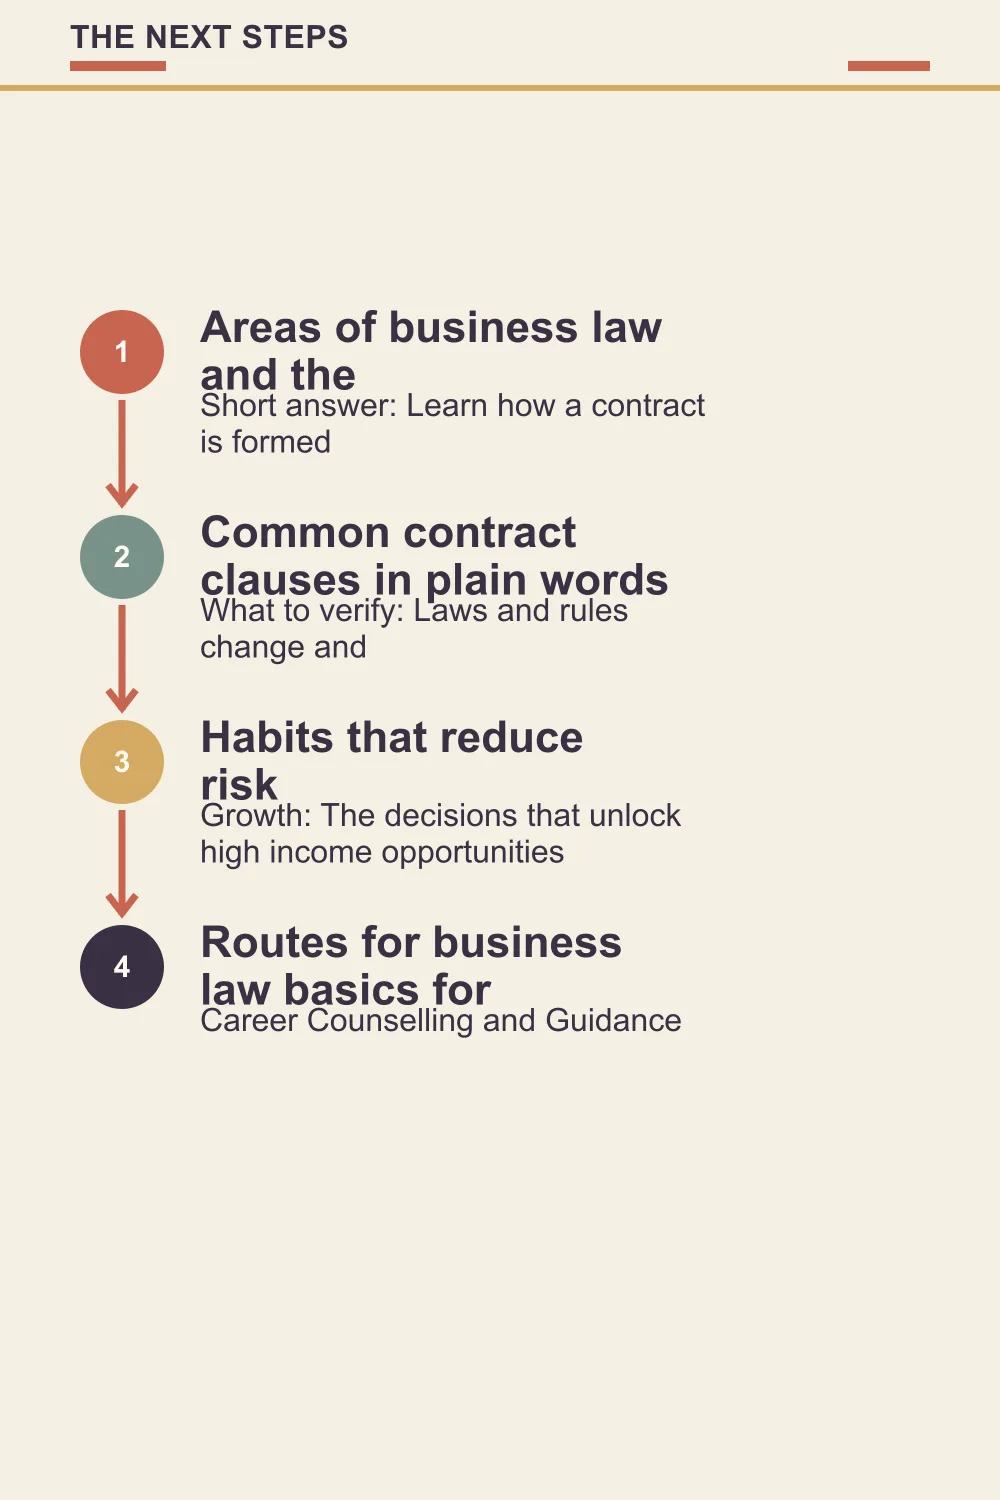 THE NEXT STEPS
1
Areas of business law
and the
Short answer: Learn how a contract
is formed
2
Common contract
clauses in plain words
What to verify: Laws and rules
change and
3
Habits that reduce
risk
Growth: The decisions that unlock
high income opportunities
4
Routes for business
law basics for
Career Counselling and Guidance